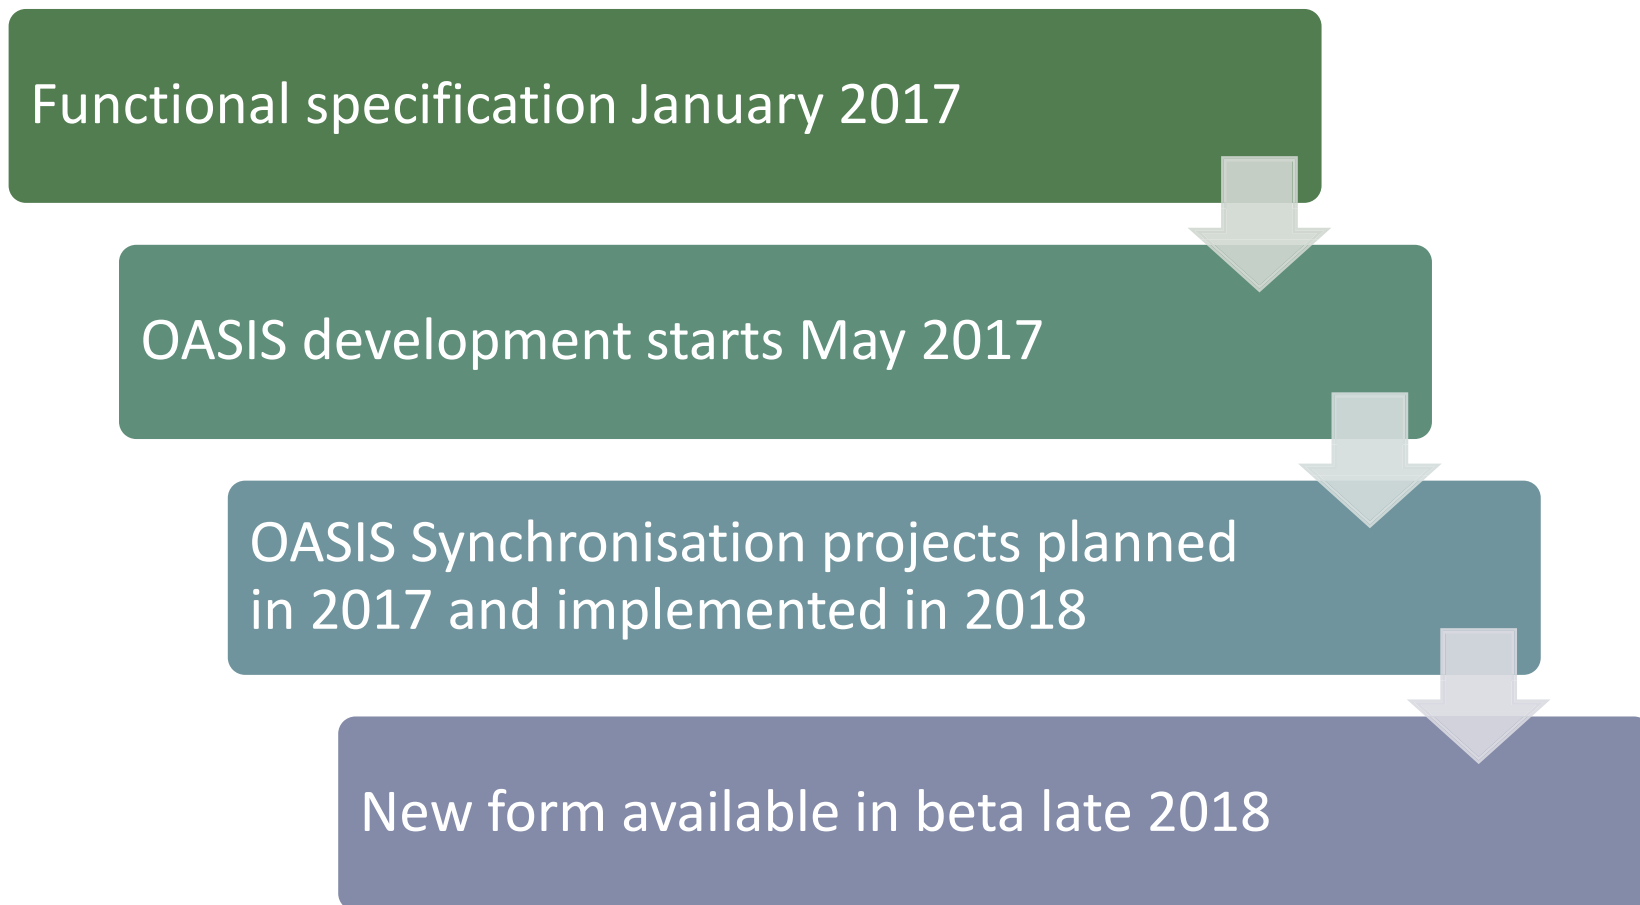 Functional specification January 2017
OASIS development starts May 2017
OASIS Synchronisation projects planned
in 2017 and implemented in 2018
New form available in beta late 2018